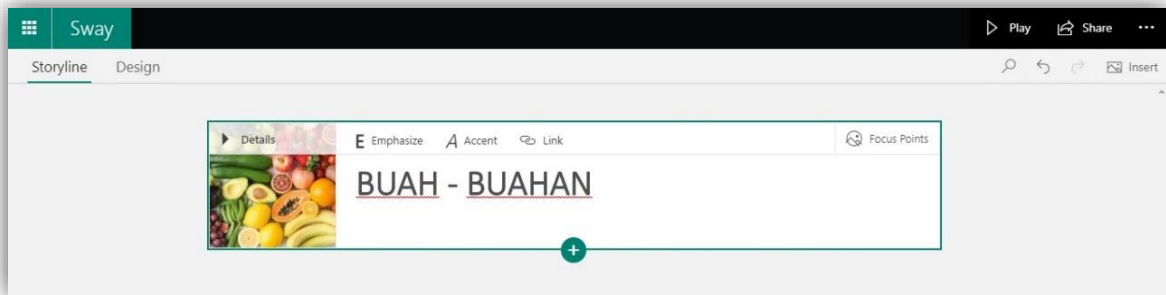 Sway
Play Share ...
Storyline Design
Insert
Details
E Emphasize A Accent Link
Focus Points
BUAH - BUAHAN